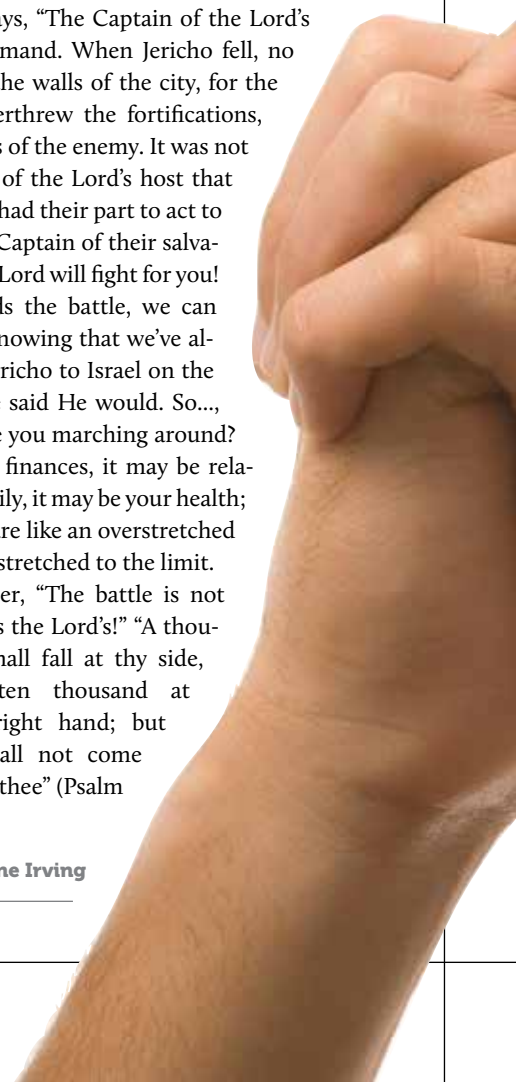 ays, “The Captain of the Lord’s
mand. When Jericho fell, no
he walls of the city, for the
erthrew the fortifications,
s of the enemy. It was not
of the Lord’s host that
had their part to act to
Captain of their salva-
Lord will fight for you!
ls the battle, we can
nowing that we’ve al-
richo to Israel on the
said He would. So...,
e you marching around?
finances, it may be rela-
ily, it may be your health;
re like an overstretched
stretched to the limit.
er, “The battle is not
s the Lord’s!” “A thou-
hall fall at thy side,
ten thousand at
right hand; but
all not come
thee” (Psalm
ne Irving